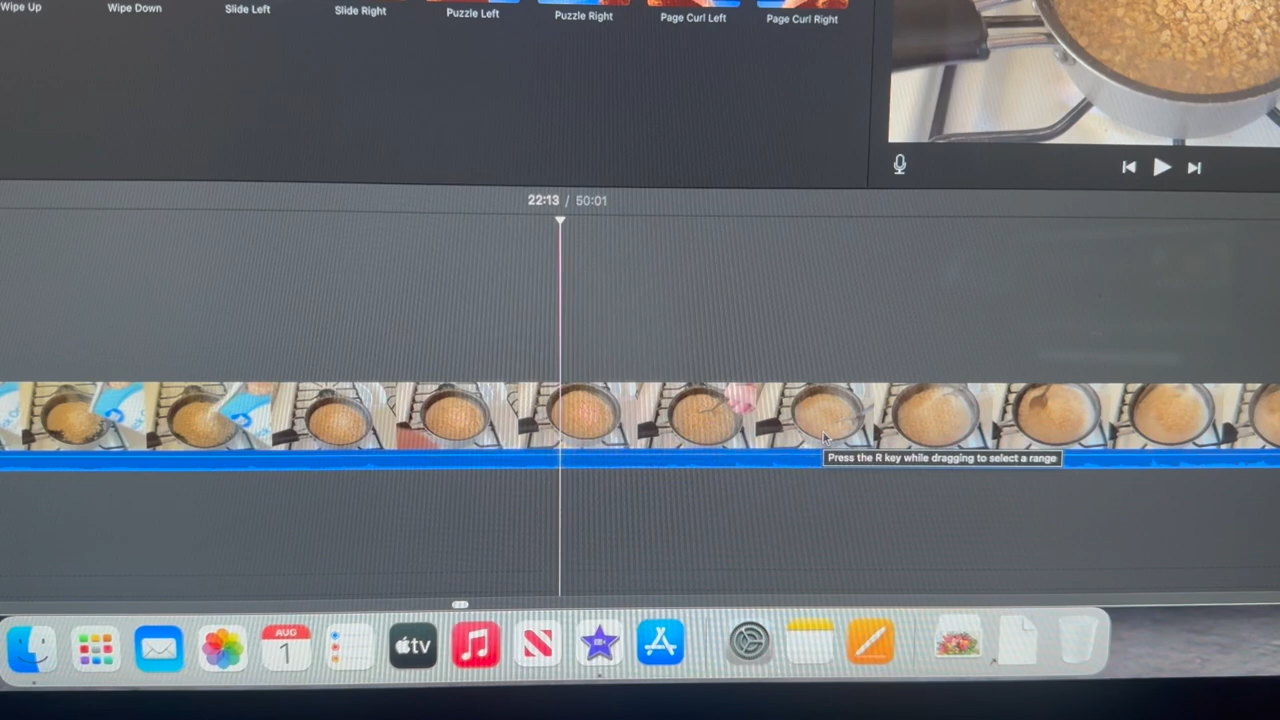 Wipe Up
Wipe Down
Slide Left
Slide Right
Puzzle Left
Puzzle Right
Page Curl Left
Page Curl Right
22:13 / 50:01
Press the R key while dragging to select a range
AUG
1
tv